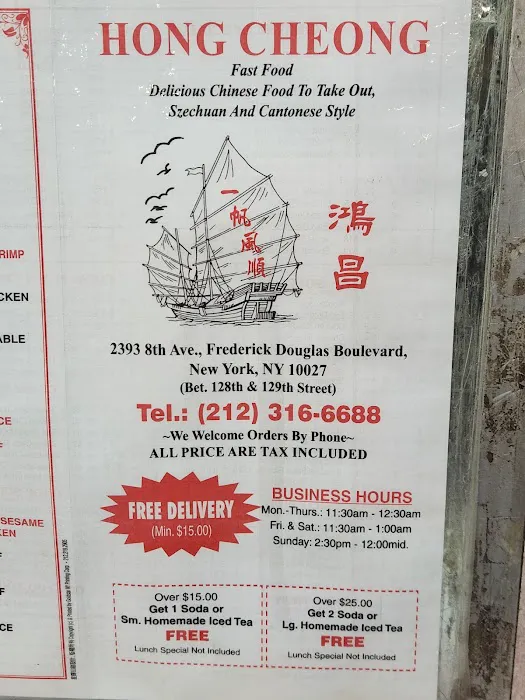 HONG CHEONG
Fast Food
Delicious Chinese Food To Take Out,
Szechuan And Cantonese Style
一帆風順
鴻昌
2393 8th Ave., Frederick Douglas Boulevard,
New York, NY 10027
(Bet. 128th & 129th Street)
Tel.: (212) 316-6688
~We Welcome Orders By Phone~
ALL PRICE ARE TAX INCLUDED
FREE DELIVERY
(Min. $15.00)
BUSINESS HOURS
Mon.-Thurs.: 11:30am - 12:30am
Fri. & Sat.: 11:30am - 1:00am
Sunday: 2:30pm - 12:00mid.
Over $15.00
Get 1 Soda or
Sm. Homemade Iced Tea
FREE
Lunch Special Not Included
Over $25.00
Get 2 Soda or
Lg. Homemade Iced Tea
FREE
Lunch Special Not Included
RIMP
CKEN
ABLE
CE
F
SESAME
KEN
F
F
CE